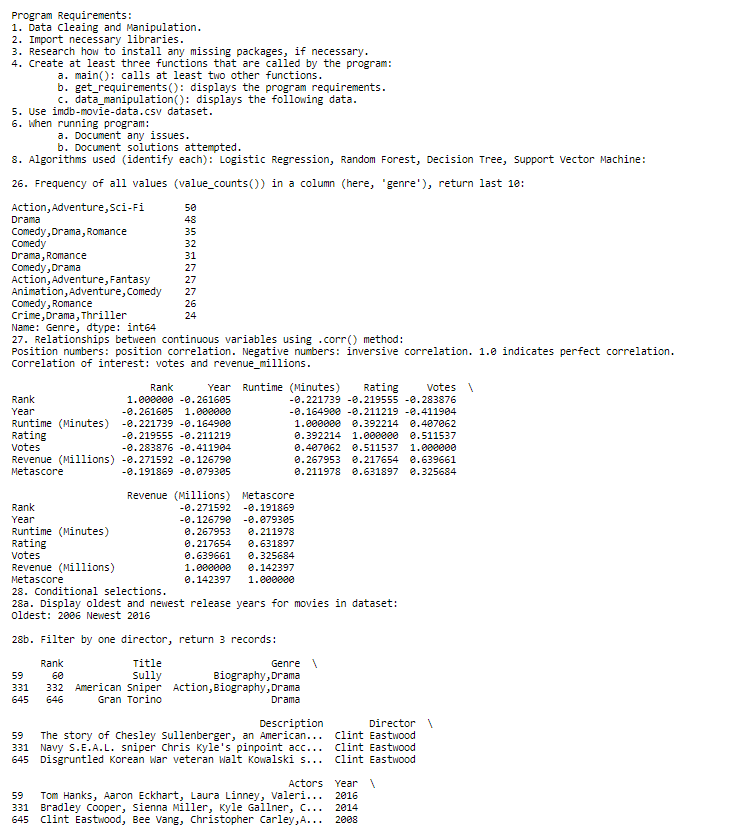 Program Requirements:
1. Data Cleaing and Manipulation.
2. Import necessary libraries.
3. Research how to install any missing packages, if necessary.
4. Create at least three functions that are called by the program:
        a. main(): calls at least two other functions.
        b. get_requirements(): displays the program requirements.
        c. data_manipulation(): displays the following data.
5. Use imdb-movie-data.csv dataset.
6. When running program:
        a. Document any issues.
        b. Document solutions attempted.
8. Algorithms used (identify each): Logistic Regression, Random Forest, Decision Tree, Support Vector Machine:

26. Frequency of all values (value_counts()) in a column (here, 'genre'), return last 10:

Action,Adventure,Sci-Fi       50
Drama                         48
Comedy,Drama,Romance          35
Comedy                        32
Drama,Romance                 31
Comedy,Drama                  27
Action,Adventure,Fantasy      27
Animation,Adventure,Comedy    27
Comedy,Romance                26
Crime,Drama,Thriller          24
Name: Genre, dtype: int64
27. Relationships between continuous variables using .corr() method:
Position numbers: position correlation. Negative numbers: inversive correlation. 1.0 indicates perfect correlation.
Correlation of interest: votes and revenue_millions.

                        Rank      Year  Runtime (Minutes)    Rating     Votes  \
Rank                1.000000 -0.261605          -0.221739 -0.219555 -0.283876
Year               -0.261605  1.000000          -0.164900 -0.211219 -0.411904
Runtime (Minutes)  -0.221739 -0.164900           1.000000  0.392214  0.407062
Rating             -0.219555 -0.211219           0.392214  1.000000  0.511537
Votes              -0.283876 -0.411904           0.407062  0.511537  1.000000
Revenue (Millions) -0.271592 -0.126790           0.267953  0.217654  0.639661
Metascore          -0.191869 -0.079305           0.211978  0.631897  0.325684

                    Revenue (Millions)  Metascore
Rank                         -0.271592  -0.191869
Year                         -0.126790  -0.079305
Runtime (Minutes)             0.267953   0.211978
Rating                        0.217654   0.631897
Votes                         0.639661   0.325684
Revenue (Millions)            1.000000   0.142397
Metascore                     0.142397   1.000000
28. Conditional selections.
28a. Display oldest and newest release years for movies in dataset:
Oldest: 2006 Newest 2016

28b. Filter by one director, return 3 records:

     Rank            Title                   Genre  \
59     60            Sully         Biography,Drama
331   332  American Sniper  Action,Biography,Drama
645   646      Gran Torino                   Drama

                                           Description        Director  \
59   The story of Chesley Sullenberger, an American...  Clint Eastwood
331  Navy S.E.A.L. sniper Chris Kyle's pinpoint acc...  Clint Eastwood
645  Disgruntled Korean War veteran Walt Kowalski s...  Clint Eastwood

                                                Actors  Year  \
59   Tom Hanks, Aaron Eckhart, Laura Linney, Valeri...  2016
331  Bradley Cooper, Sienna Miller, Kyle Gallner, C...  2014
645  Clint Eastwood, Bee Vang, Christopher Carley,A...  2008